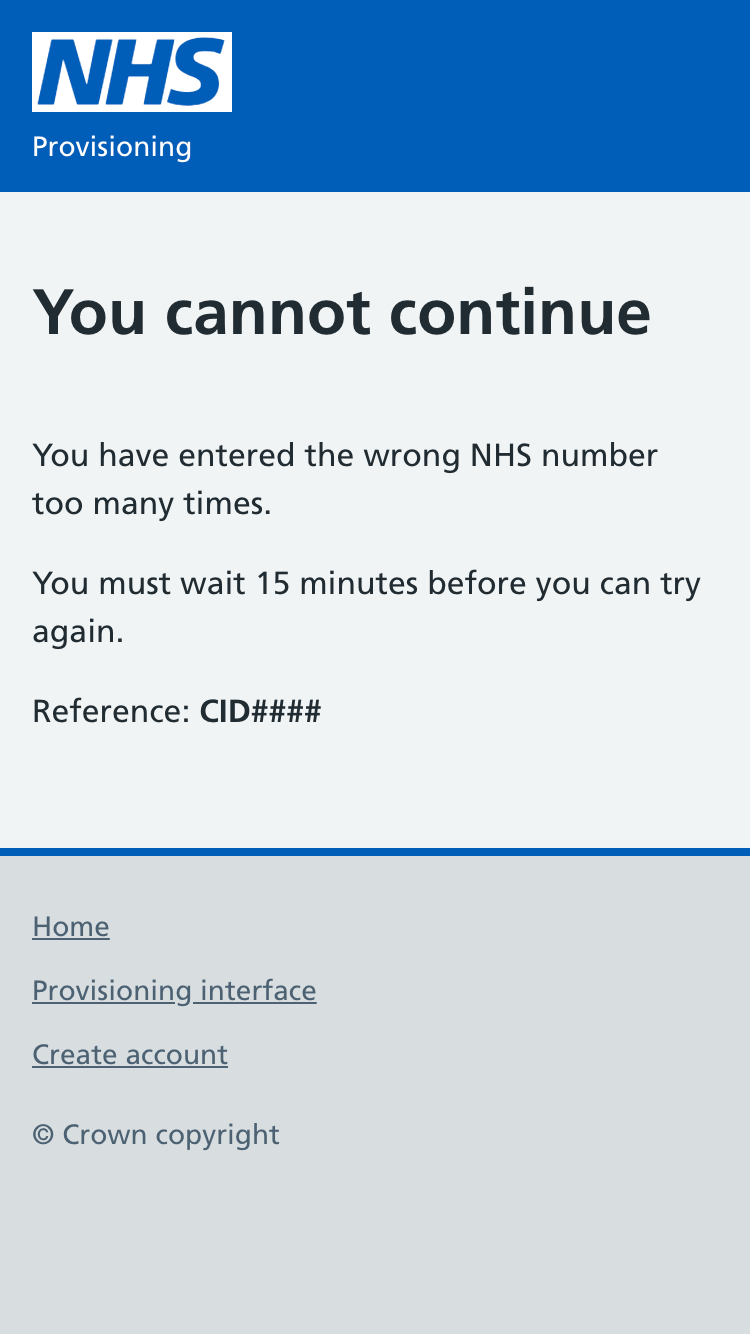 NHS
Provisioning
You cannot continue
You have entered the wrong NHS number
too many times.
You must wait 15 minutes before you can try
again.
Reference: CID####
Home
Provisioning interface
Create account
© Crown copyright